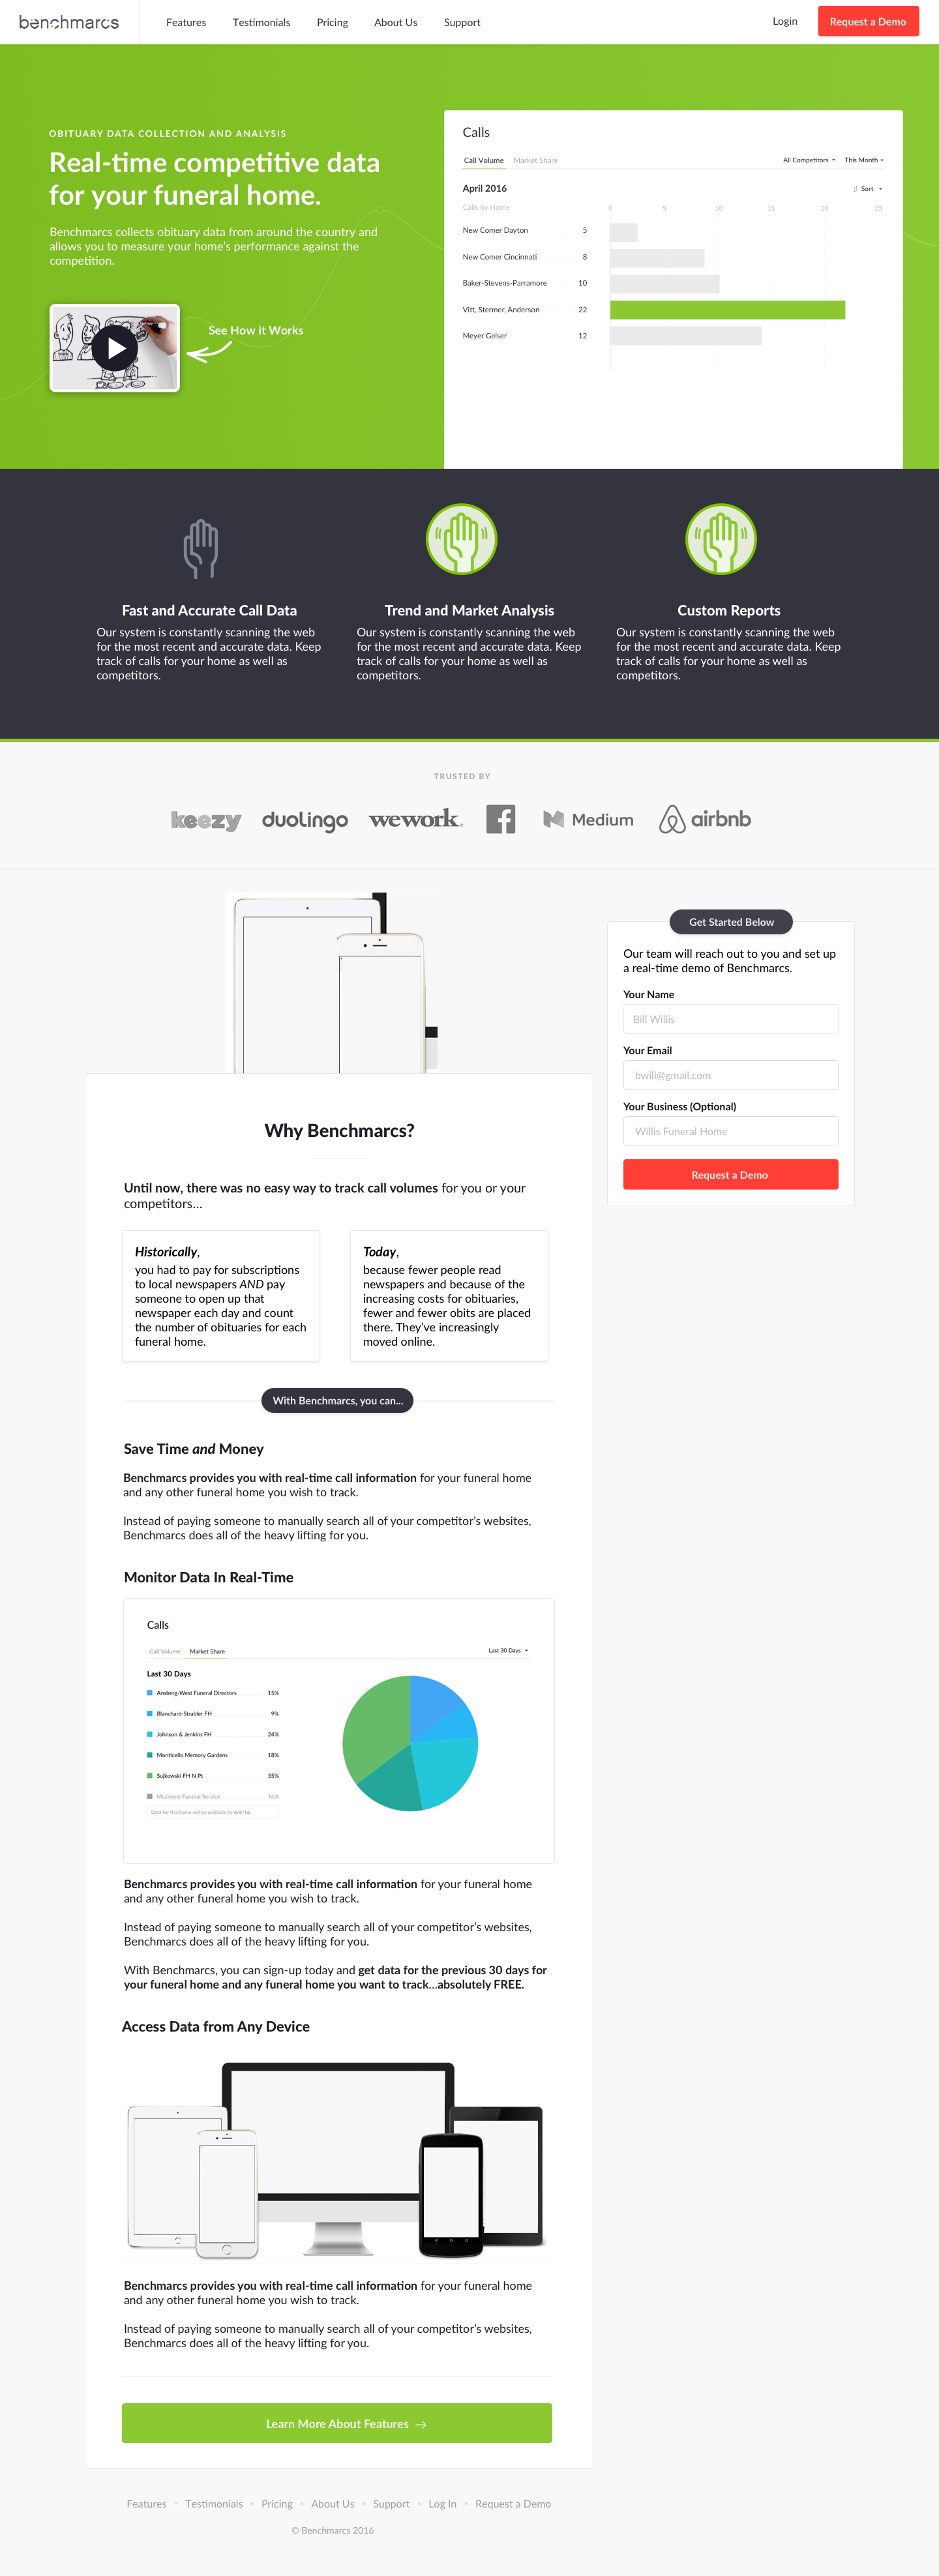 benchmarcs
Features
Testimonials
Pricing
About Us
Support
Login
Request a Demo
OBITUARY DATA COLLECTION AND ANALYSIS
Real-time competitive data
for your funeral home.
Benchmarcs collects obituary data from around the country and
allows you to measure your home's performance against the
competition.
See How it Works
Calls
Call Volume
Market Share
All Competitors
This Month
April 2016
Sort
Calls by Home
0 5 10 15 20 25
New Comer Dayton 5
New Comer Cincinnati 8
Baker-Stevens-Parramore 10
Vitt, Stermer, Anderson 22
Meyer Geiser 12
Fast and Accurate Call Data
Our system is constantly scanning the web
for the most recent and accurate data. Keep
track of calls for your home as well as
competitors.
Trend and Market Analysis
Our system is constantly scanning the web
for the most recent and accurate data. Keep
track of calls for your home as well as
competitors.
Custom Reports
Our system is constantly scanning the web
for the most recent and accurate data. Keep
track of calls for your home as well as
competitors.
TRUSTED BY
keezy
duolingo
wework.
f
Medium
airbnb
Get Started Below
Our team will reach out to you and set up
a real-time demo of Benchmarcs.
Your Name
Bill Willis
Your Email
bwill@gmail.com
Your Business (Optional)
Willis Funeral Home
Request a Demo
Why Benchmarcs?
Until now, there was no easy way to track call volumes for you or your
competitors...
Historically,
you had to pay for subscriptions
to local newspapers AND pay
someone to open up that
newspaper each day and count
the number of obituaries for each
funeral home.
Today,
because fewer people read
newspapers and because of the
increasing costs for obituaries,
fewer and fewer obits are placed
there. They've increasingly
moved online.
With Benchmarcs, you can...
Save Time and Money
Benchmarcs provides you with real-time call information for your funeral home
and any other funeral home you wish to track.
Instead of paying someone to manually search all of your competitor's websites,
Benchmarcs does all of the heavy lifting for you.
Monitor Data In Real-Time
Calls
Call Volume
Market Share
Last 30 Days
Last 30 Days
Ansberg-West Funeral Directors 15%
Blanchard-Strabler FH 9%
Johnson & Jenkins FH 24%
Monticello Memory Gardens 18%
Sujkowski FH N Pt 35%
Mcclenny Funeral Service N/A
Data for this home will be available by 6/6/16
Benchmarcs provides you with real-time call information for your funeral home
and any other funeral home you wish to track.
Instead of paying someone to manually search all of your competitor's websites,
Benchmarcs does all of the heavy lifting for you.
With Benchmarcs, you can sign-up today and get data for the previous 30 days for
your funeral home and any funeral home you want to track...absolutely FREE.
Access Data from Any Device
Benchmarcs provides you with real-time call information for your funeral home
and any other funeral home you wish to track.
Instead of paying someone to manually search all of your competitor's websites,
Benchmarcs does all of the heavy lifting for you.
Learn More About Features →
Features • Testimonials • Pricing • About Us • Support • Log In • Request a Demo
© Benchmarcs 2016